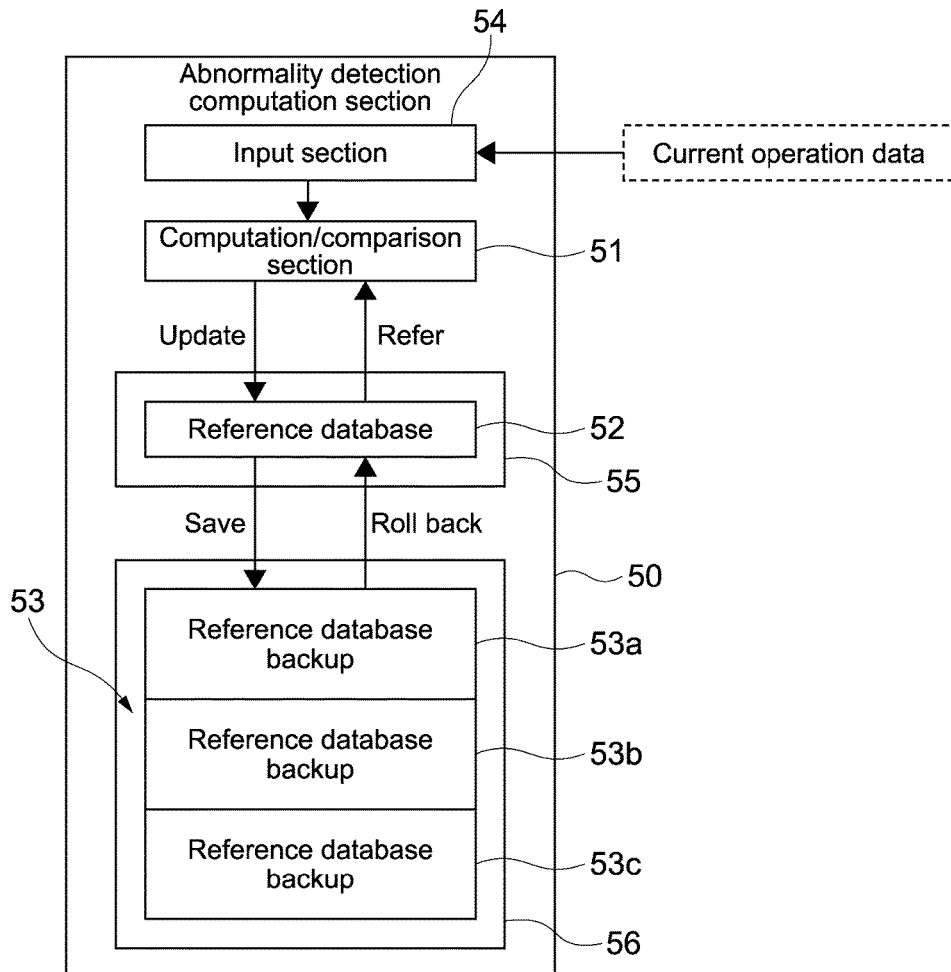 54
Abnormality detection
computation section
Input section
Current operation data
Computation/comparison
section
51
Update
Refer
Reference database
52
55
Save
Roll back
50
53
Reference database
backup
53a
Reference database
backup
53b
Reference database
backup
53c
56